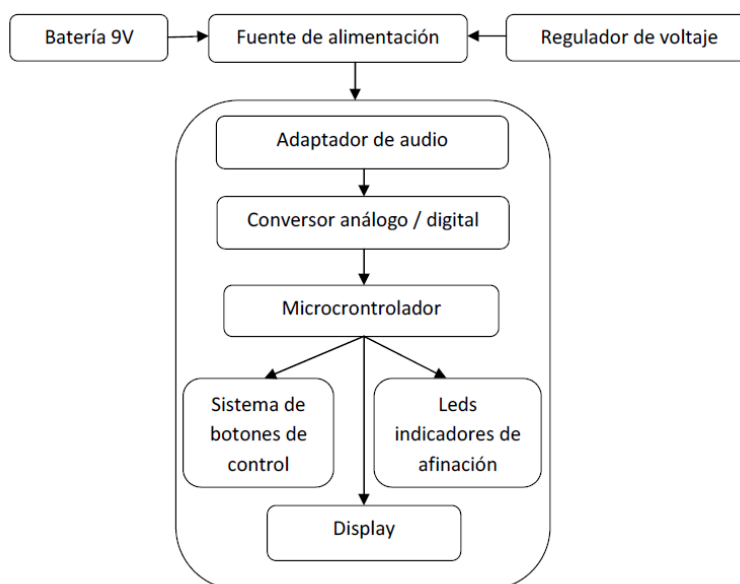 Batería 9V
Fuente de alimentación
Regulador de voltaje
Adaptador de audio
Conversor análogo / digital
Microcrontrolador
Sistema de
botones de
control
Leds
indicadores de
afinación
Display